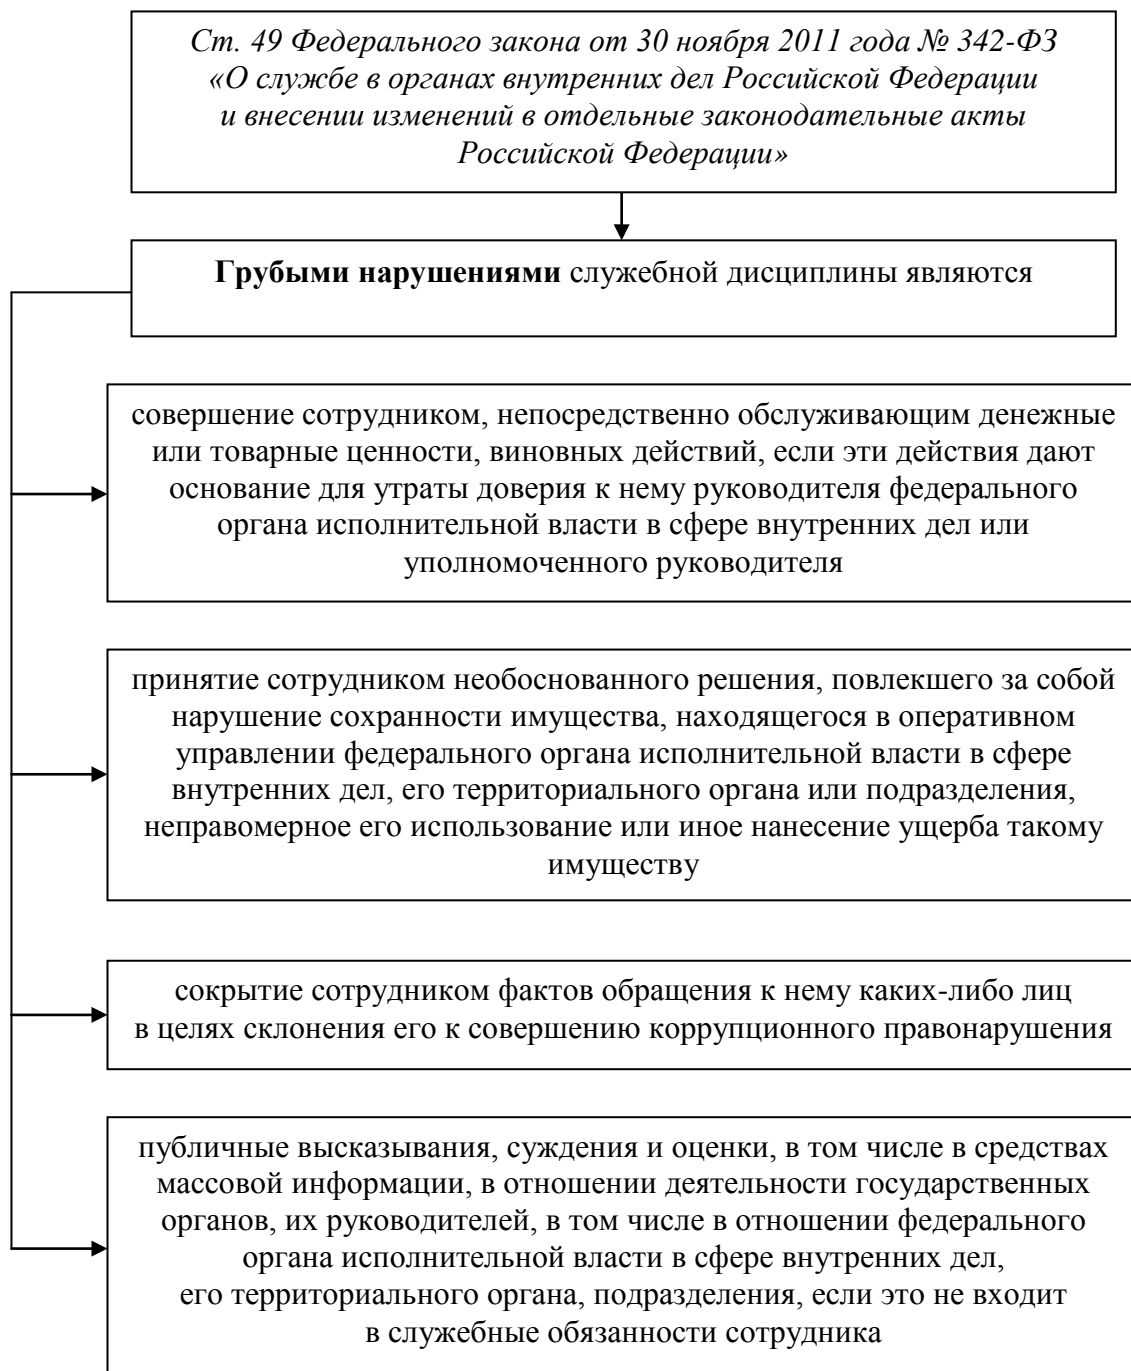 Ст. 49 Федерального закона от 30 ноября 2011 года № 342-ФЗ
«О службе в органах внутренних дел Российской Федерации
и внесении изменений в отдельные законодательные акты
Российской Федерации»
Грубыми нарушениями служебной дисциплины являются
совершение сотрудником, непосредственно обслуживающим денежные
или товарные ценности, виновных действий, если эти действия дают
основание для утраты доверия к нему руководителя федерального
органа исполнительной власти в сфере внутренних дел или
уполномоченного руководителя
принятие сотрудником необоснованного решения, повлекшего за собой
нарушение сохранности имущества, находящегося в оперативном
управлении федерального органа исполнительной власти в сфере
внутренних дел, его территориального органа или подразделения,
неправомерное его использование или иное нанесение ущерба такому
имуществу
сокрытие сотрудником фактов обращения к нему каких-либо лиц
в целях склонения его к совершению коррупционного правонарушения
публичные высказывания, суждения и оценки, в том числе в средствах
массовой информации, в отношении деятельности государственных
органов, их руководителей, в том числе в отношении федерального
органа исполнительной власти в сфере внутренних дел,
его территориального органа, подразделения, если это не входит
в служебные обязанности сотрудника